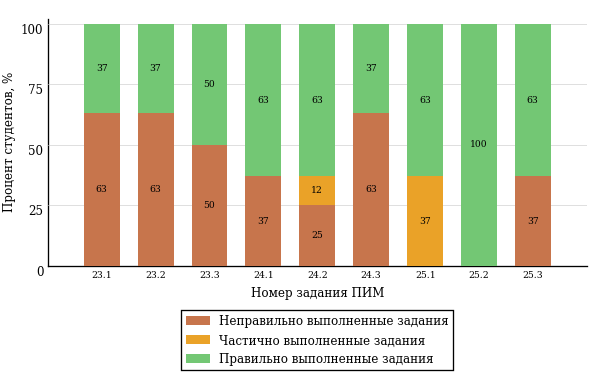 100
75
50
25
0
Процент студентов, %
37 37 50 63 63 37 63 100 63
63 63 50 37 12 25 63 37 37
23.1 23.2 23.3 24.1 24.2 24.3 25.1 25.2 25.3
Номер задания ПИМ
Неправильно выполненные задания
Частично выполненные задания
Правильно выполненные задания